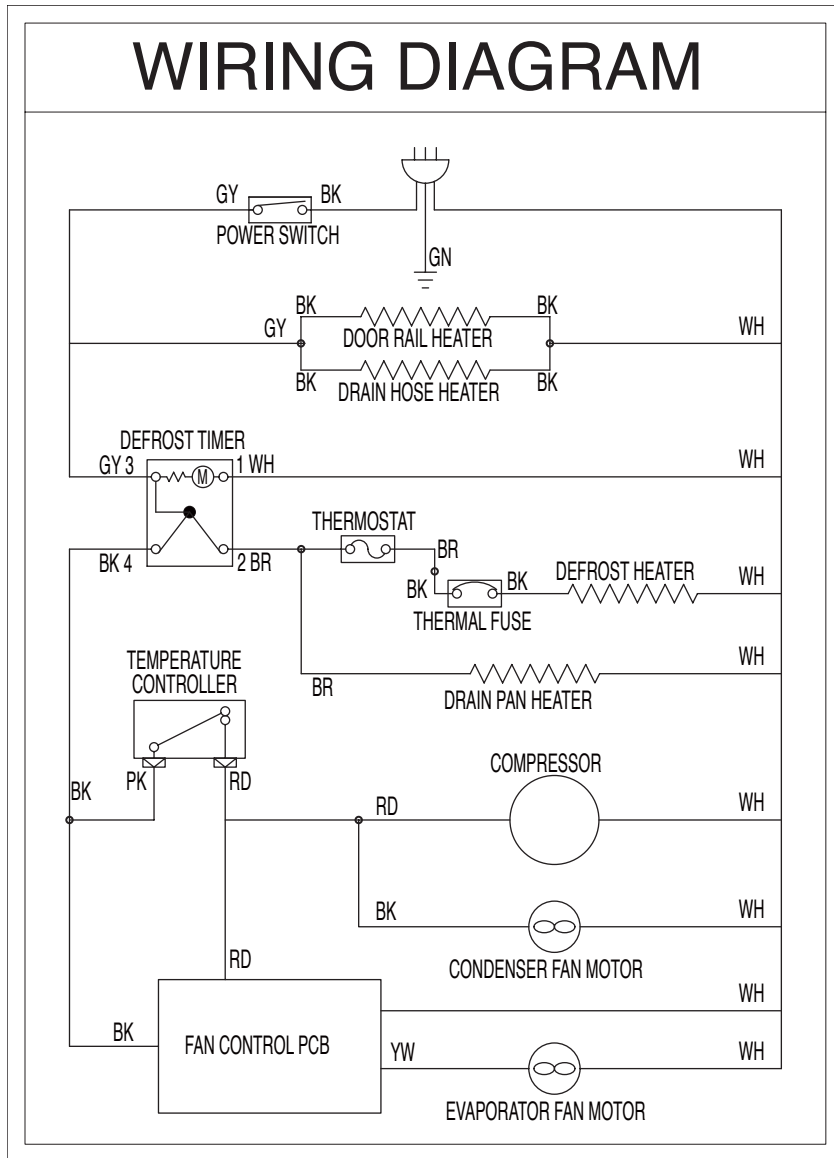 WIRING DIAGRAM
GY
BK
POWER SWITCH
GN
BK
BK
GY
DOOR RAIL HEATER
WH
BK
DRAIN HOSE HEATER
BK
DEFROST TIMER
GY 3
M
1 WH
WH
THERMOSTAT
BR
BK 4
2 BR
BK
BK
DEFROST HEATER
WH
THERMAL FUSE
TEMPERATURE
CONTROLLER
BR
DRAIN PAN HEATER
WH
PK
RD
BK
COMPRESSOR
RD
WH
BK
WH
CONDENSER FAN MOTOR
RD
WH
BK
FAN CONTROL PCB
YW
WH
EVAPORATOR FAN MOTOR